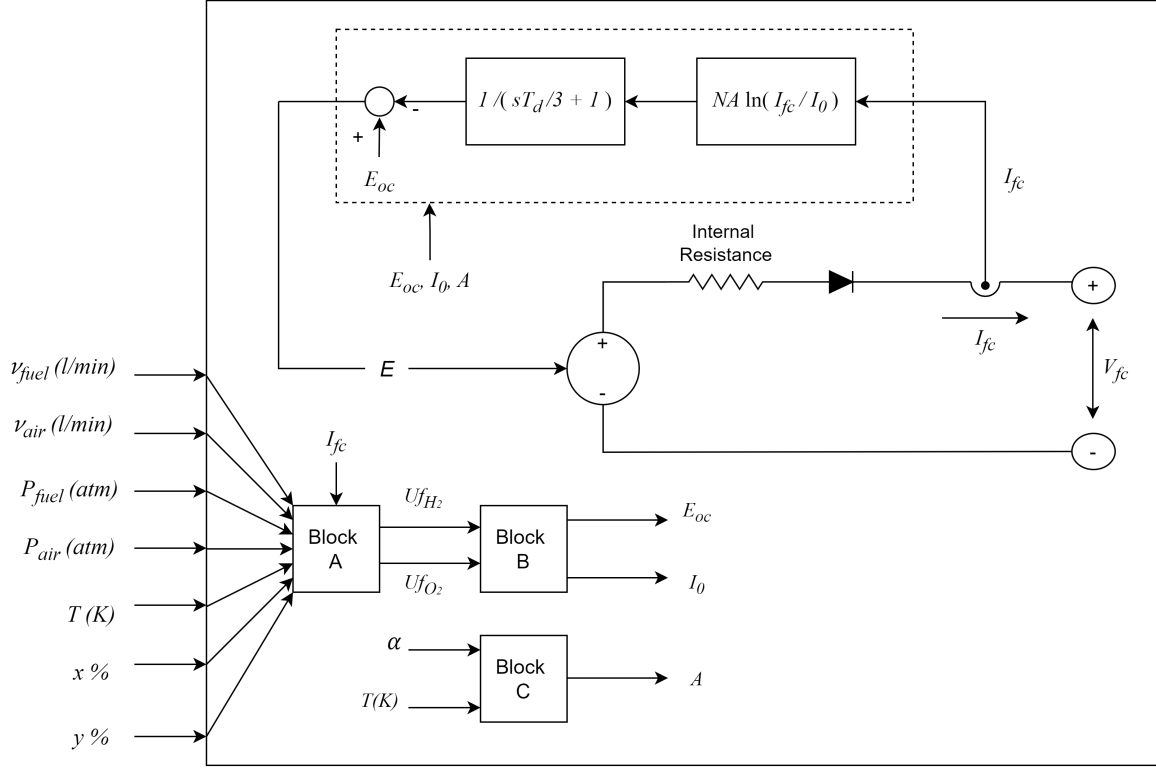 1 /( sT_d /3 + 1 )
NA ln( I_fc / I_0 )
-
+
E_oc
I_fc
Internal
Resistance
E_oc, I_0, A
+
I_fc
ν_fuel (l/min)
E
+
-
V_fc
ν_air (l/min)
I_fc
-
P_fuel (atm)
Uf_H₂
E_oc
Block
A
Block
B
P_air (atm)
Uf_O₂
I_0
T (K)
α
Block
C
x %
A
T(K)
y %